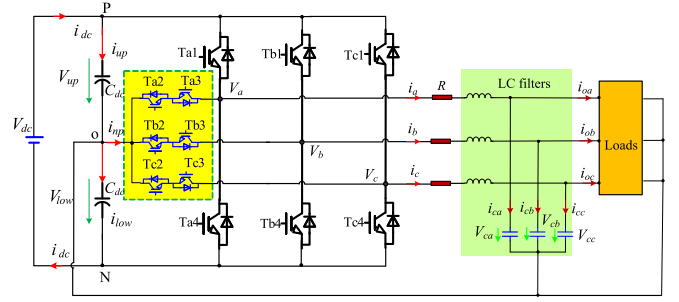 P
i_dc
i_up
V_up
C_dc
Ta1
Tb1
Tc1
Ta2 Ta3
V_a
i_a
R
LC filters
i_oa
V_dc
o
i_np
Tb2 Tb3
V_b
i_b
i_ob
Loads
Tc2 Tc3
V_c
i_c
i_oc
V_low
C_dc
i_low
Ta4
Tb4
Tc4
i_ca
i_cb
i_cc
V_ca
V_cb
V_cc
i_dc
N